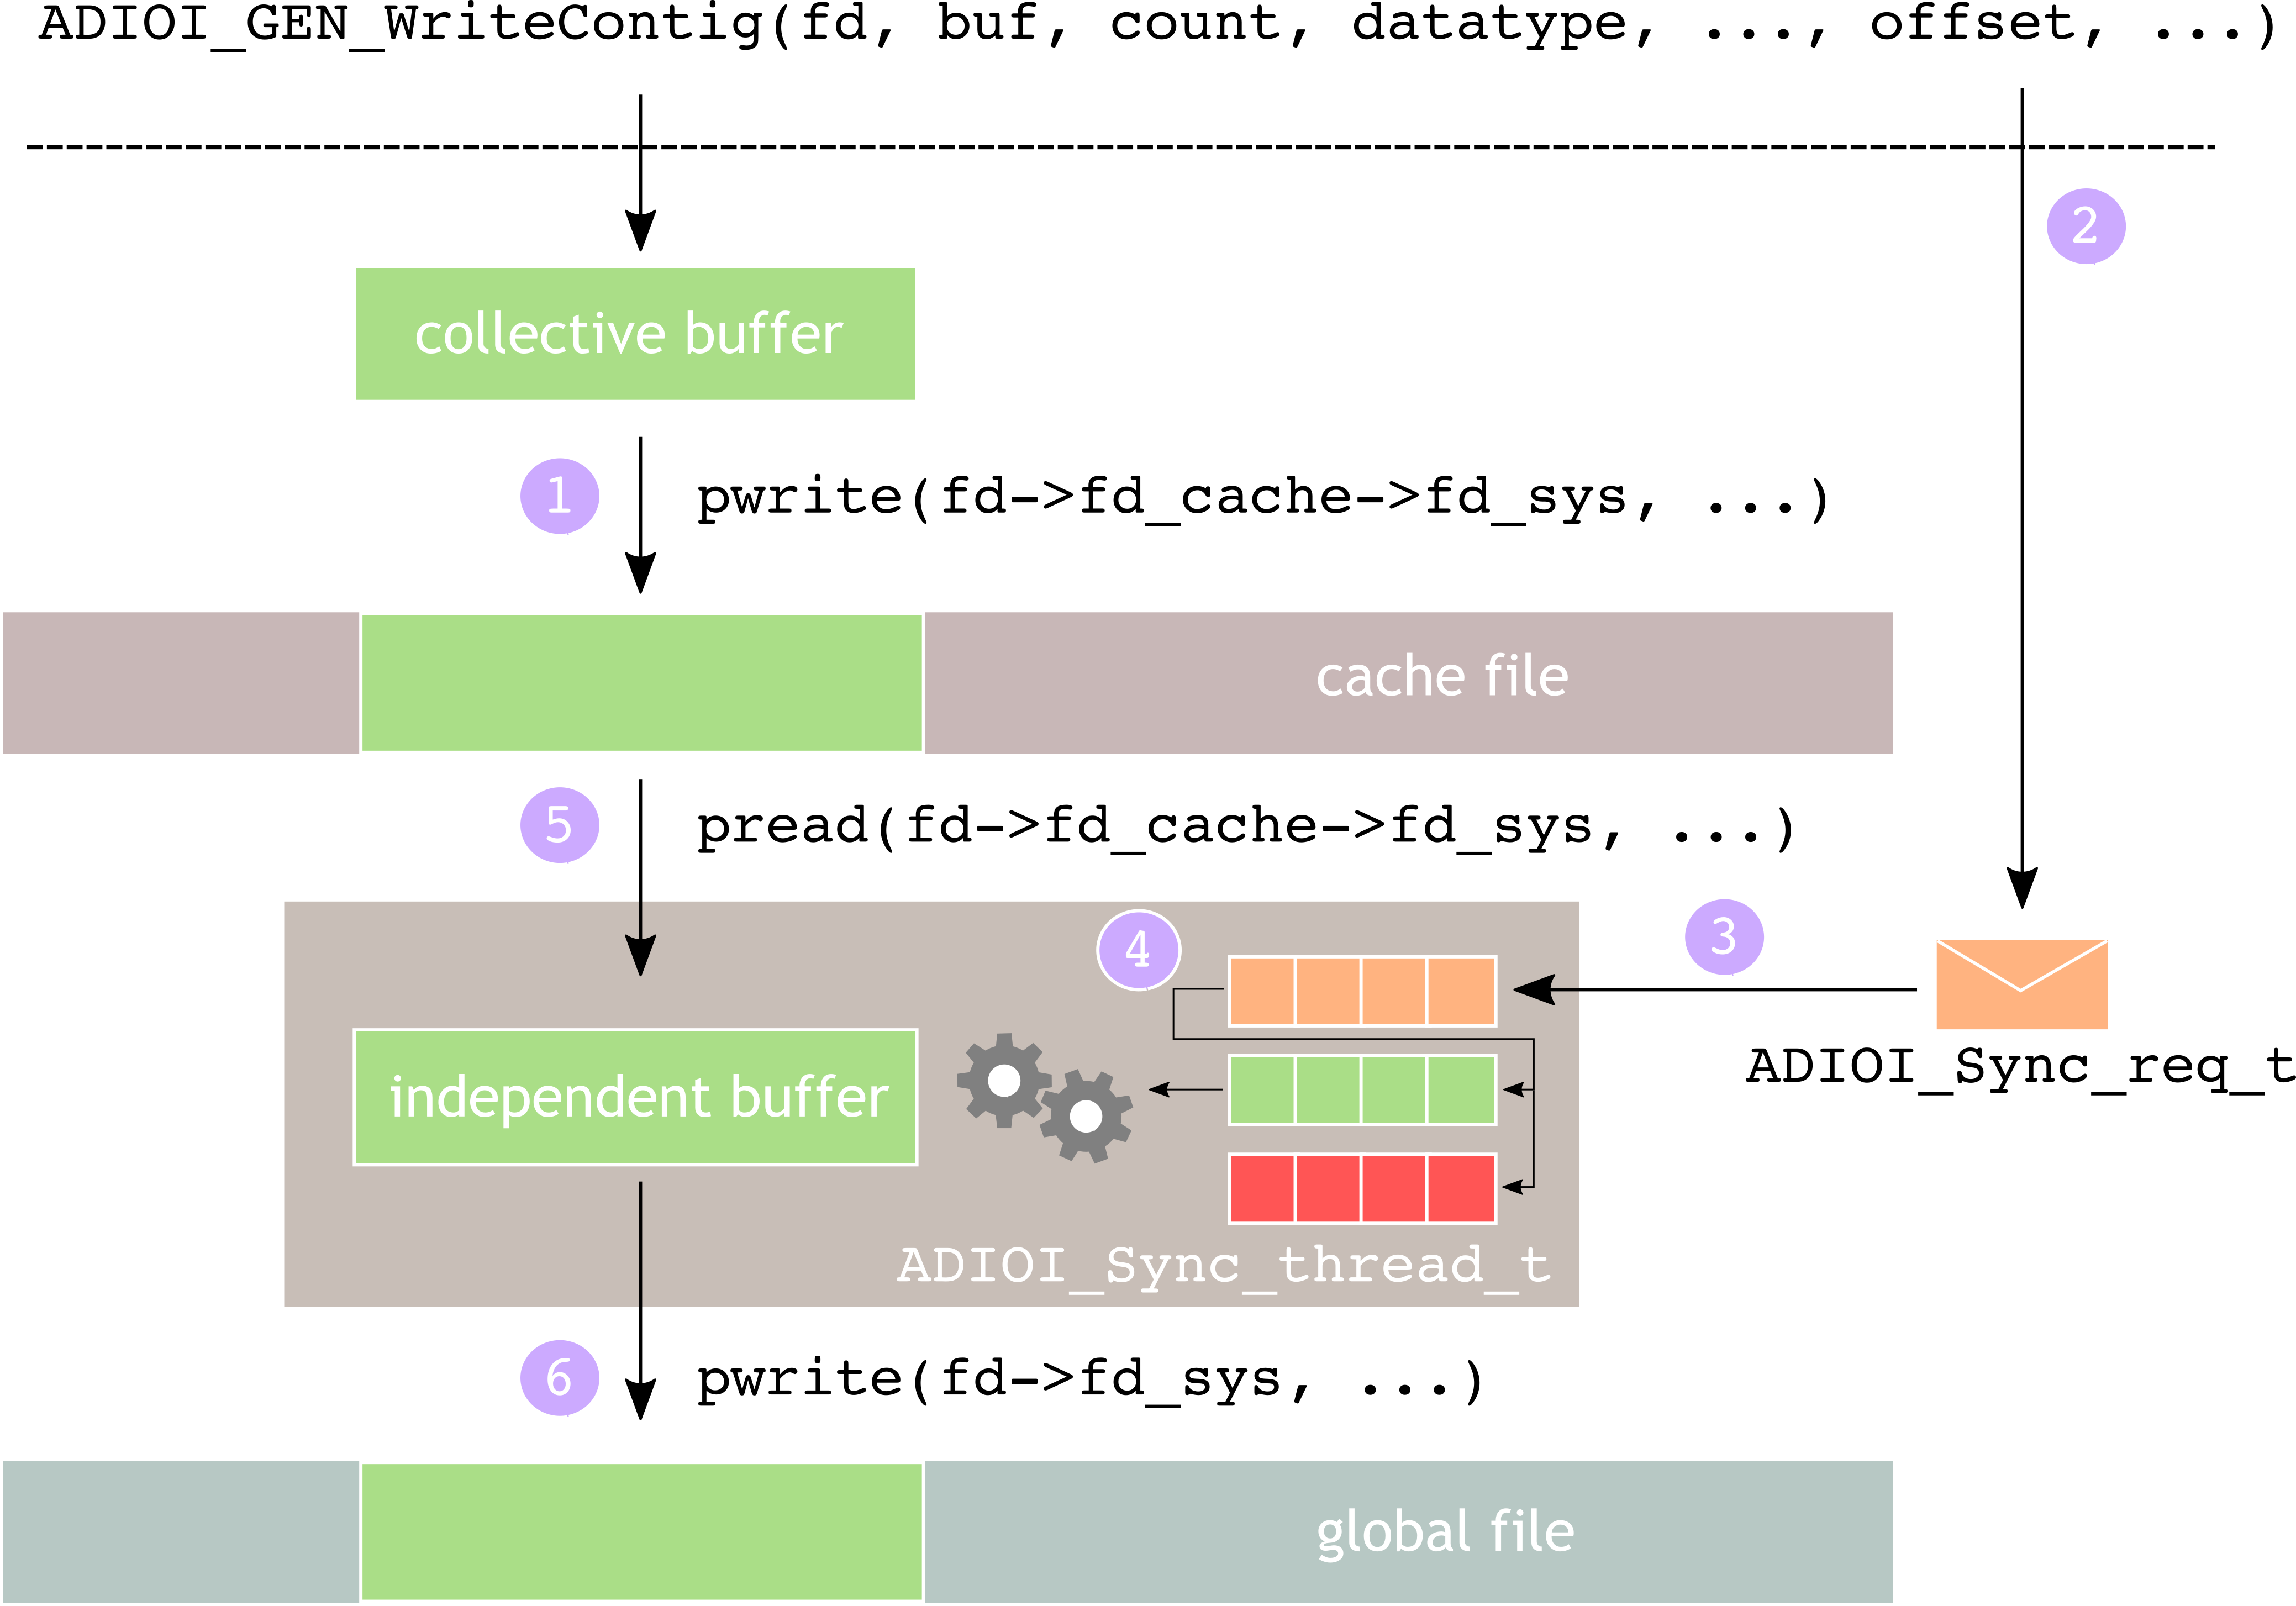 ADIOI_GEN_WriteContig(fd, buf, count, datatype, ..., offset, ...)
2
collective buffer
1 pwrite(fd->fd_cache->fd_sys, ...)
cache file
5 pread(fd->fd_cache->fd_sys, ...)
4
3
independent buffer
ADIOI_Sync_req_t
ADIOI_Sync_thread_t
6 pwrite(fd->fd_sys, ...)
global file